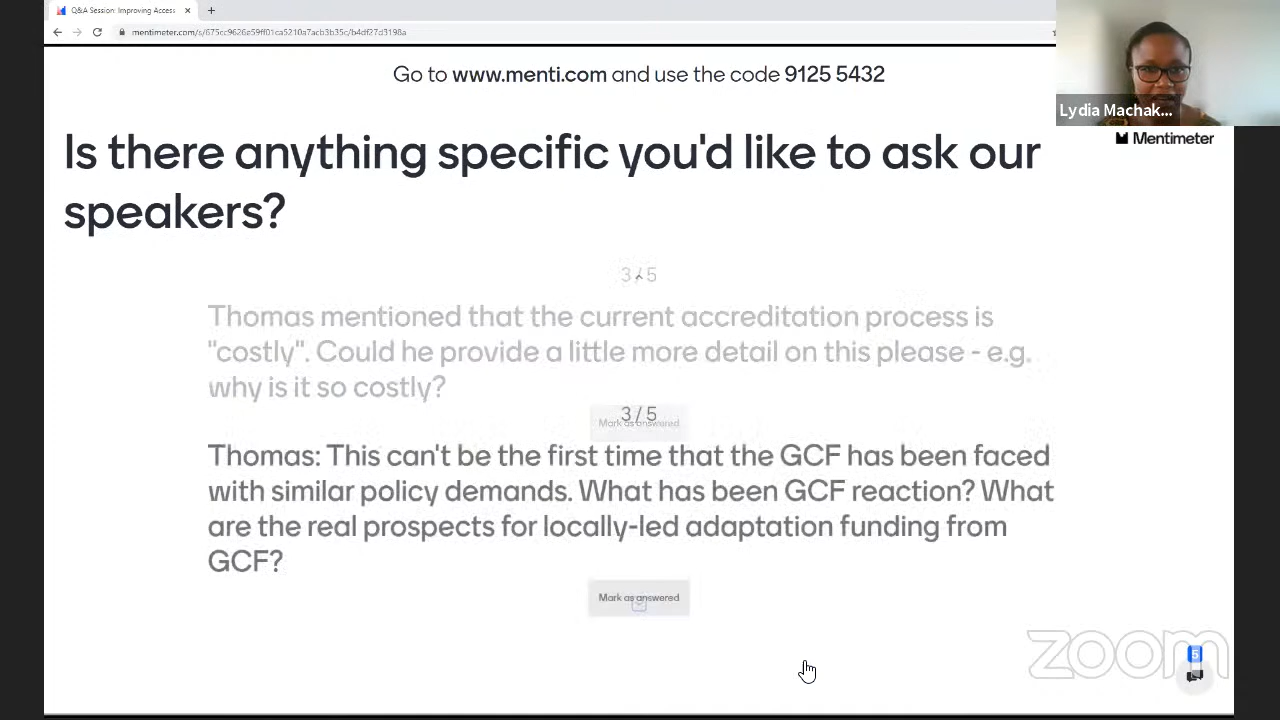 Q&A Session: Improving Access
mentimeter.com/s/675cc9626e59ff01ca5210a7acb3b35c/b4df27d3198a
Go to www.menti.com and use the code 9125 5432
Lydia Machak...
Mentimeter
Is there anything specific you'd like to ask our
speakers?
3 / 5
Thomas mentioned that the current accreditation process is
"costly". Could he provide a little more detail on this please - e.g.
why is it so costly?
3 / 5
Mark as answered
Thomas: This can't be the first time that the GCF has been faced
with similar policy demands. What has been GCF reaction? What
are the real prospects for locally-led adaptation funding from
GCF?
Mark as answered
zoom
5